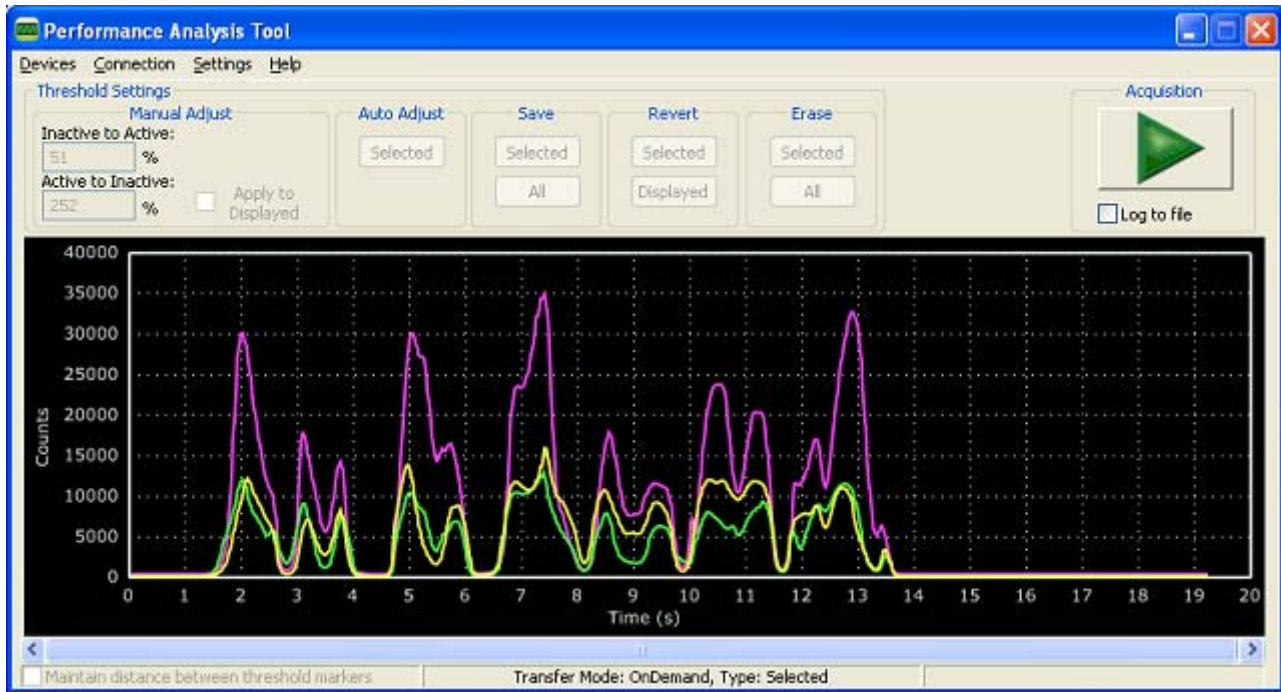 Performance Analysis Tool
Devices Connection Settings Help
Threshold Settings
Manual Adjust
Inactive to Active:
51 %
Active to Inactive:
252 %
Apply to
Displayed
Auto Adjust
Selected
Save
Selected
All
Revert
Selected
Displayed
Erase
Selected
All
Acquisition
Log to file
Counts
40000
35000
30000
25000
20000
15000
10000
5000
0
0 1 2 3 4 5 6 7 8 9 10 11 12 13 14 15 16 17 18 19 20
Time (s)
Maintain distance between threshold markers
Transfer Mode: OnDemand, Type: Selected